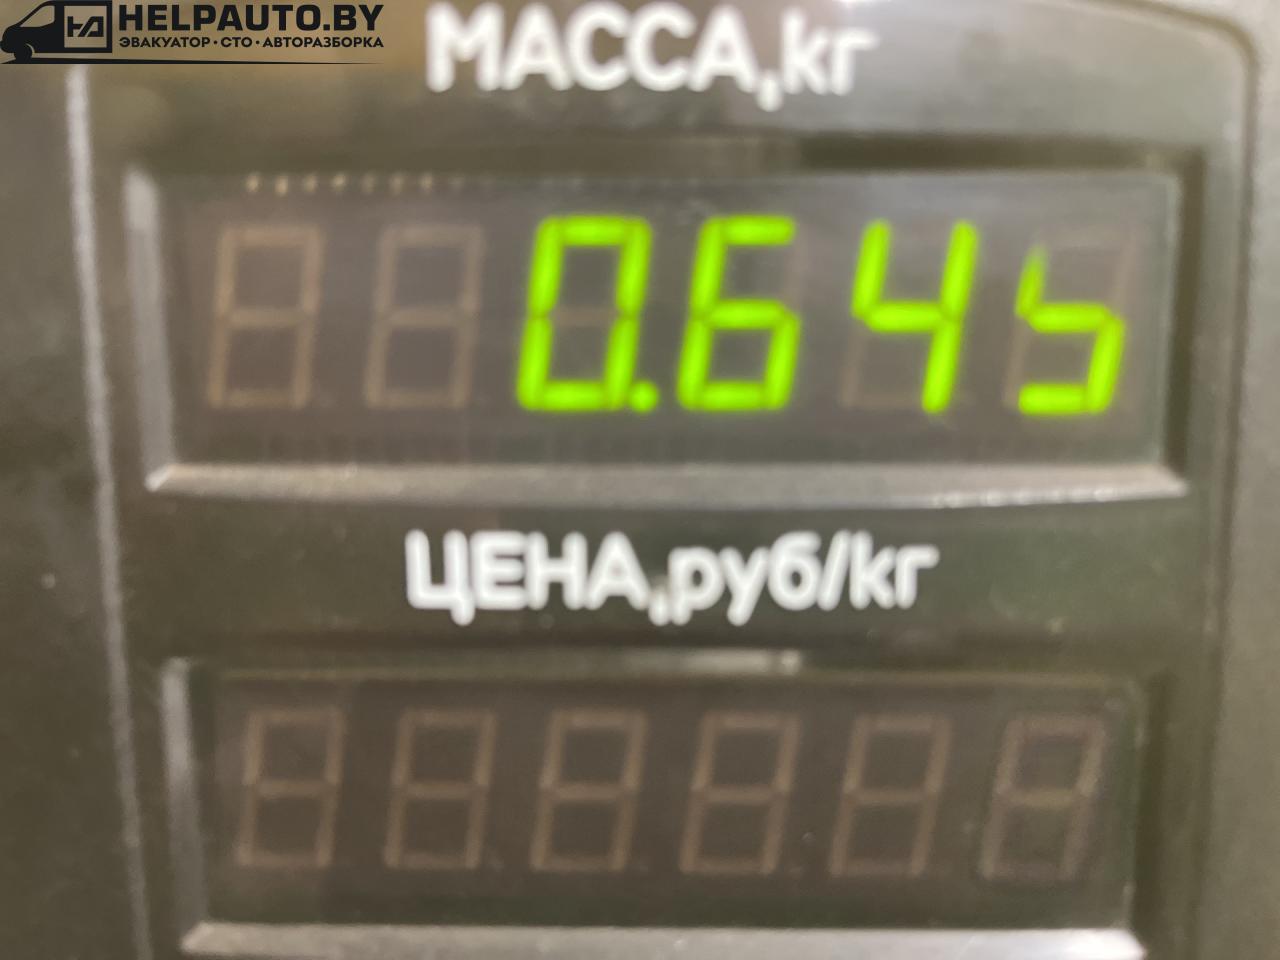 HELPAUTO.BY
ЭВАКУАТОР · СТО · АВТОРАЗБОРКА
МАССА,кг
0.645
ЦЕНА,руб/кг